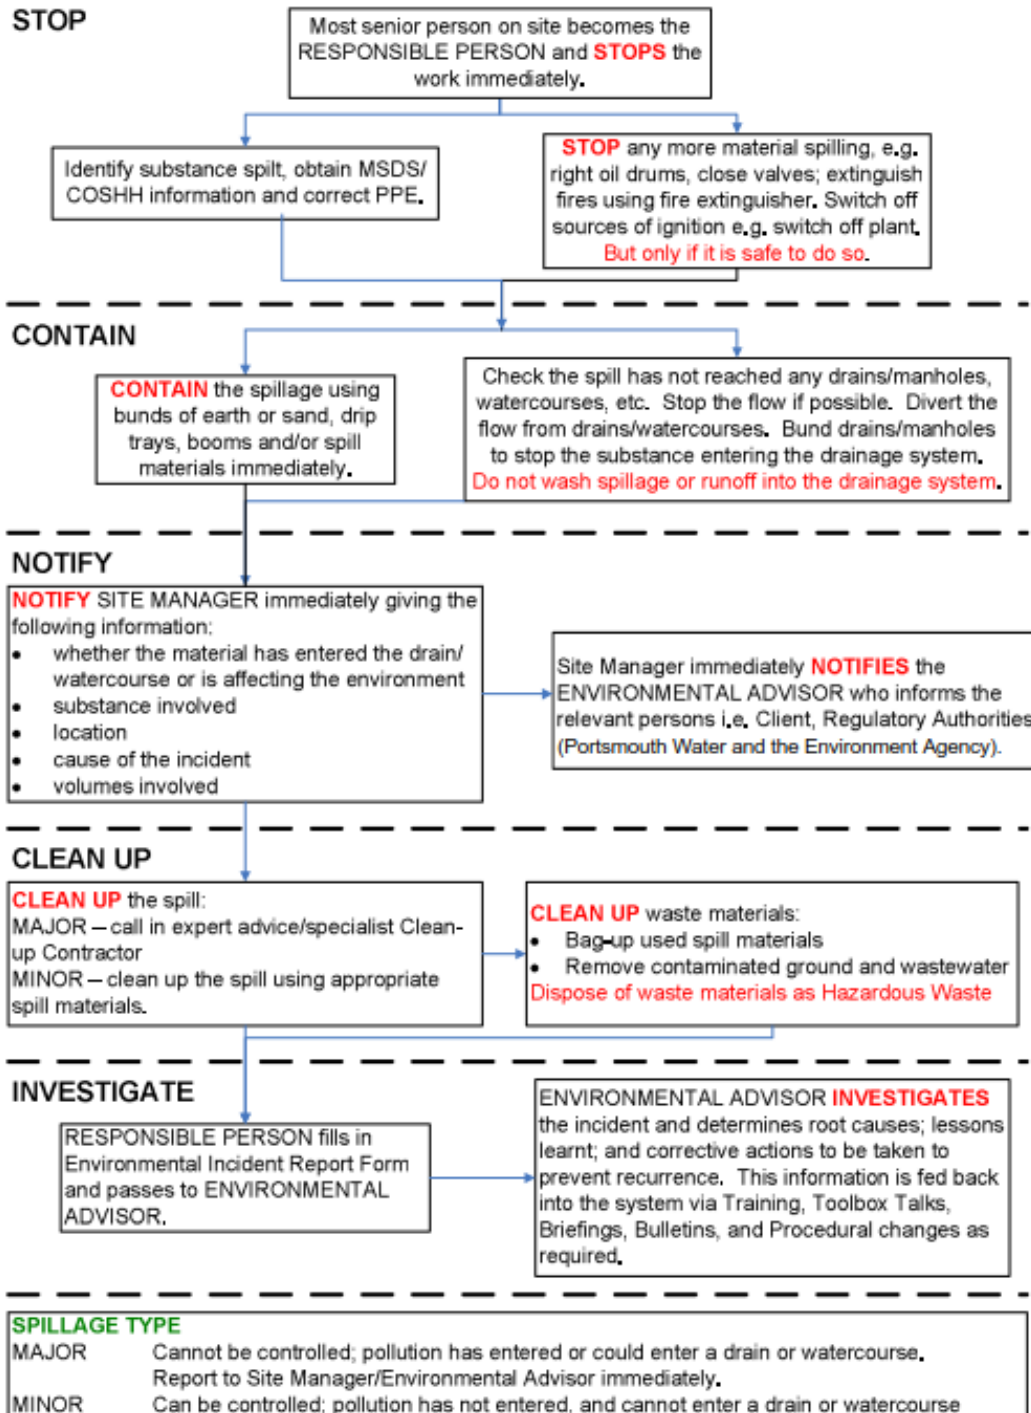 STOP
Most senior person on site becomes the
RESPONSIBLE PERSON and STOPS the
work immediately.
Identify substance spilt, obtain MSDS/
COSHH information and correct PPE.
STOP any more material spilling, e.g.
right oil drums, close valves; extinguish
fires using fire extinguisher. Switch off
sources of ignition e.g. switch off plant.
But only if it is safe to do so.
CONTAIN
CONTAIN the spillage using
bunds of earth or sand, drip
trays, booms and/or spill
materials immediately.
Check the spill has not reached any drains/manholes,
watercourses, etc. Stop the flow if possible. Divert the
flow from drains/watercourses. Bund drains/manholes
to stop the substance entering the drainage system.
Do not wash spillage or runoff into the drainage system.
NOTIFY
NOTIFY SITE MANAGER immediately giving the
following information:
• whether the material has entered the drain/
watercourse or is affecting the environment
• substance involved
• location
• cause of the incident
• volumes involved
Site Manager immediately NOTIFIES the
ENVIRONMENTAL ADVISOR who informs the
relevant persons i.e. Client, Regulatory Authorities
(Portsmouth Water and the Environment Agency).
CLEAN UP
CLEAN UP the spill:
MAJOR – call in expert advice/specialist Clean-
up Contractor
MINOR – clean up the spill using appropriate
spill materials.
CLEAN UP waste materials:
• Bag-up used spill materials
• Remove contaminated ground and wastewater
Dispose of waste materials as Hazardous Waste
INVESTIGATE
RESPONSIBLE PERSON fills in
Environmental Incident Report Form
and passes to ENVIRONMENTAL
ADVISOR.
ENVIRONMENTAL ADVISOR INVESTIGATES
the incident and determines root causes; lessons
learnt; and corrective actions to be taken to
prevent recurrence. This information is fed back
into the system via Training, Toolbox Talks,
Briefings, Bulletins, and Procedural changes as
required.
SPILLAGE TYPE
MAJOR Cannot be controlled; pollution has entered or could enter a drain or watercourse.
Report to Site Manager/Environmental Advisor immediately.
MINOR Can be controlled; pollution has not entered, and cannot enter a drain or watercourse